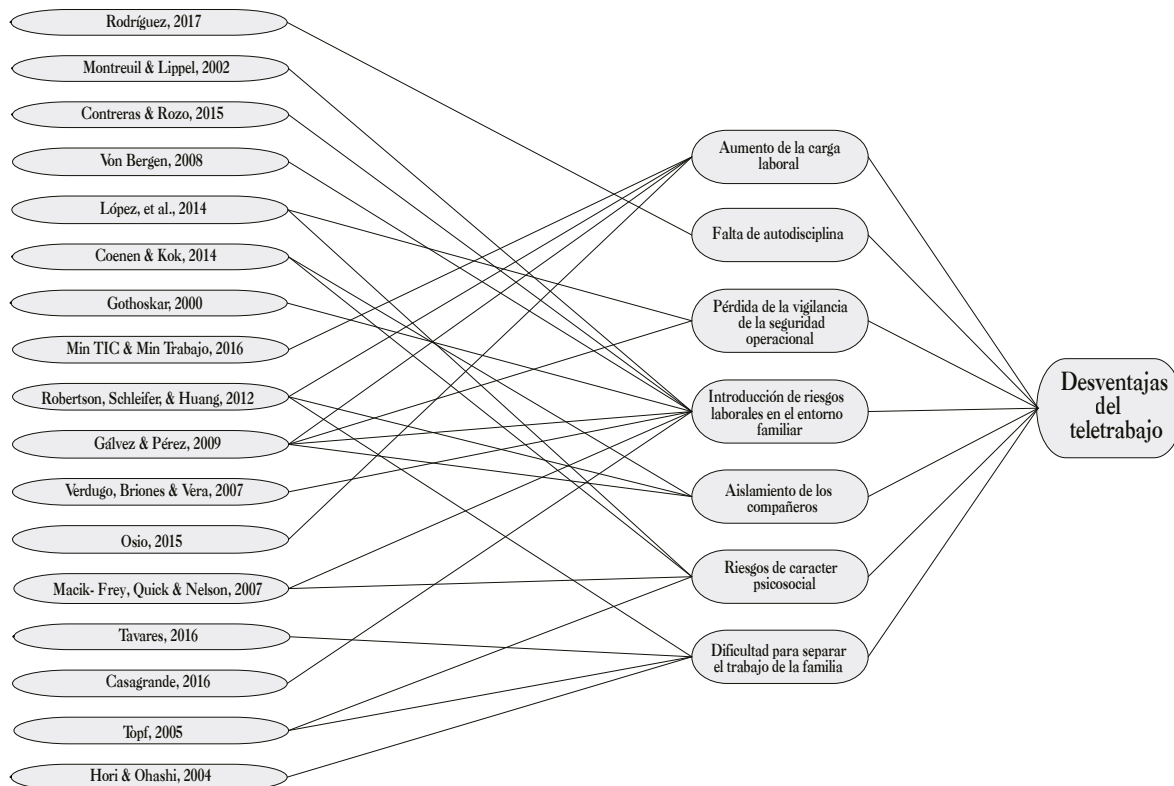 Rodríguez, 2017
Montreuil & Lippel, 2002
Contreras & Rozo, 2015
Von Bergen, 2008
López, et al., 2014
Coenen & Kok, 2014
Gothoskar, 2000
Min TIC & Min Trabajo, 2016
Robertson, Schleifer, & Huang, 2012
Gálvez & Pérez, 2009
Verdugo, Briones & Vera, 2007
Osio, 2015
Macik- Frey, Quick & Nelson, 2007
Tavares, 2016
Casagrande, 2016
Topf, 2005
Hori & Ohashi, 2004
Aumento de la carga
laboral
Falta de autodisciplina
Pérdida de la vigilancia
de la seguridad
operacional
Introducción de riesgos
laborales en el entorno
familiar
Aislamiento de los
compañeros
Riesgos de caracter
psicosocial
Dificultad para separar
el trabajo de la familia
Desventajas
del
teletrabajo